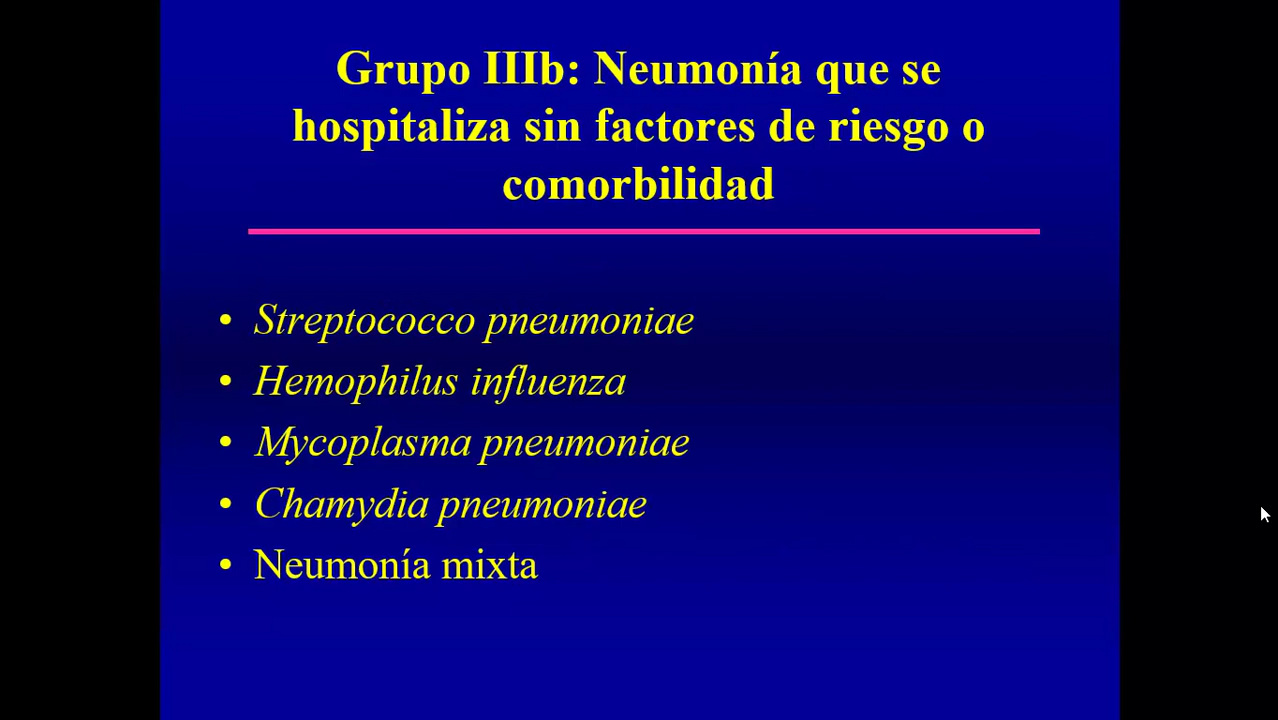 Grupo IIIb: Neumonía que se
hospitaliza sin factores de riesgo o
comorbilidad
• Streptococco pneumoniae
• Hemophilus influenza
• Mycoplasma pneumoniae
• Chamydia pneumoniae
• Neumonía mixta